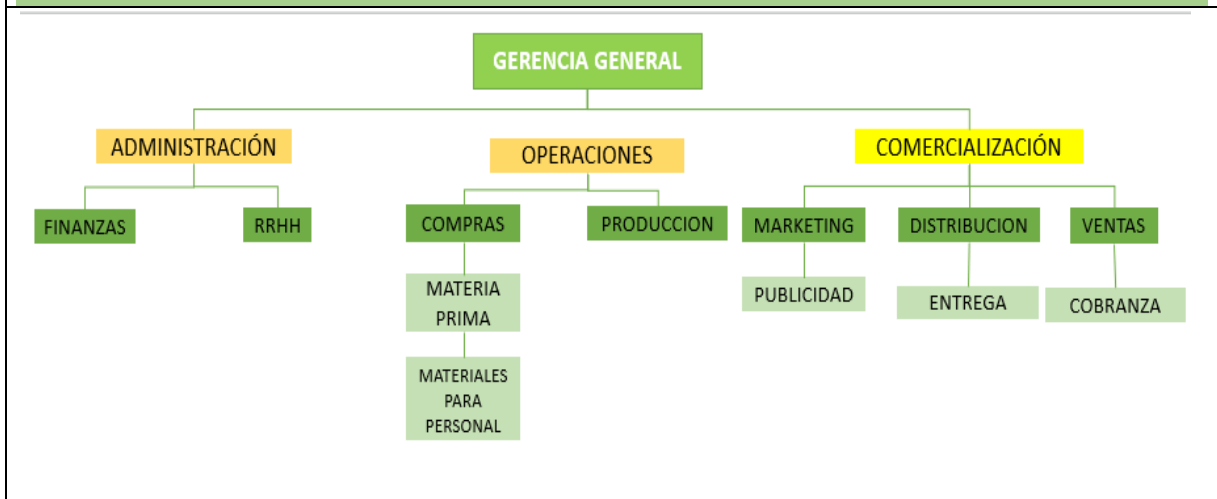 GERENCIA GENERAL
ADMINISTRACIÓN
OPERACIONES
COMERCIALIZACIÓN
FINANZAS
RRHH
COMPRAS
PRODUCCION
MARKETING
DISTRIBUCION
VENTAS
MATERIA
PRIMA
PUBLICIDAD
ENTREGA
COBRANZA
MATERIALES
PARA
PERSONAL